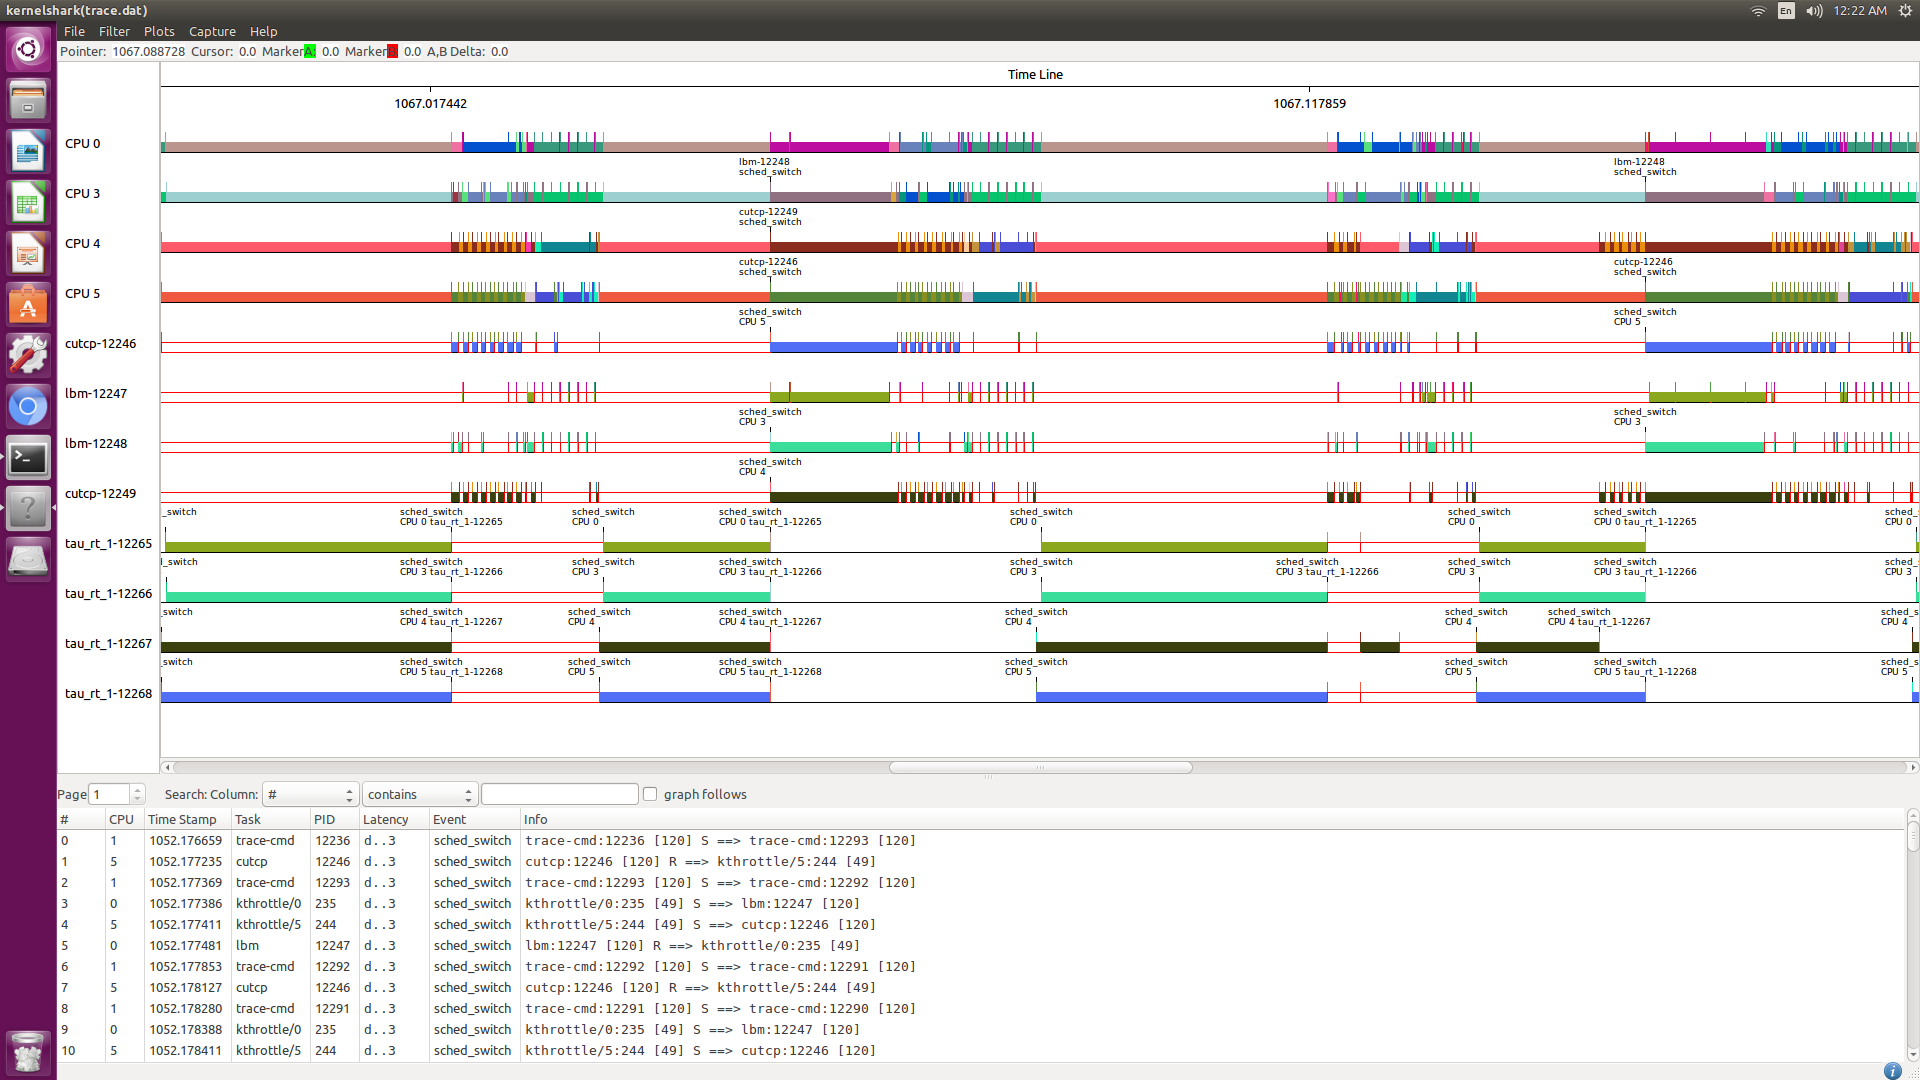 kernelshark(trace.dat)
En
12:22 AM
File Filter Plots Capture Help
Pointer: 1067.088728 Cursor: 0.0 Marker A: 0.0 Marker 0.0 A,B Delta: 0.0
Time Line
1067.017442 1067.117859
CPU 0
lbm-12248 lbm-12248
sched_switch sched_switch
CPU 3
cutcp-12249
sched_switch
CPU 4
cutcp-12246 cutcp-12246
sched_switch sched_switch
CPU 5
sched_switch sched_switch
CPU 5 CPU 5
cutcp-12246
lbm-12247
sched_switch sched_switch
CPU 3 CPU 3
lbm-12248
sched_switch
CPU 4
cutcp-12249
_switch sched_switch sched_switch sched_switch sched_switch sched_switch sched_switch sched_
CPU 0 tau_rt_1-12265 CPU 0 CPU 0 tau_rt_1-12265 CPU 0 CPU 0 CPU 0 tau_rt_1-12265 CPU 0
tau_rt_1-12265
l_switch sched_switch sched_switch sched_switch sched_switch sched_switch sched_switch sched_switch sched_
CPU 3 tau_rt_1-12266 CPU 3 CPU 3 tau_rt_1-12266 CPU 3 CPU 3 tau_rt_1-12266 CPU 3 CPU 3 tau_rt_1-12266 CPU 3
tau_rt_1-12266
switch sched_switch sched_switch sched_switch sched_switch sched_switch sched_switch sched_s
CPU 4 tau_rt_1-12267 CPU 4 CPU 4 tau_rt_1-12267 CPU 4 CPU 4 CPU 4 tau_rt_1-12267 CPU 4
tau_rt_1-12267
switch sched_switch sched_switch sched_switch sched_switch sched_switch sched_switch sched_s
CPU 5 tau_rt_1-12268 CPU 5 CPU 5 tau_rt_1-12268 CPU 5 CPU 5 CPU 5 tau_rt_1-12268 CPU 5
tau_rt_1-12268
Page 1 Search: Column: # contains graph follows
# CPU Time Stamp Task PID Latency Event Info
0 1 1052.176659 trace-cmd 12236 d..3 sched_switch trace-cmd:12236 [120] S ==> trace-cmd:12293 [120]
1 5 1052.177235 cutcp 12246 d..3 sched_switch cutcp:12246 [120] R ==> kthrottle/5:244 [49]
2 1 1052.177369 trace-cmd 12293 d..3 sched_switch trace-cmd:12293 [120] S ==> trace-cmd:12292 [120]
3 0 1052.177386 kthrottle/0 235 d..3 sched_switch kthrottle/0:235 [49] S ==> lbm:12247 [120]
4 5 1052.177411 kthrottle/5 244 d..3 sched_switch kthrottle/5:244 [49] S ==> cutcp:12246 [120]
5 0 1052.177481 lbm 12247 d..3 sched_switch lbm:12247 [120] R ==> kthrottle/0:235 [49]
6 1 1052.177853 trace-cmd 12292 d..3 sched_switch trace-cmd:12292 [120] S ==> trace-cmd:12291 [120]
7 5 1052.178127 cutcp 12246 d..3 sched_switch cutcp:12246 [120] R ==> kthrottle/5:244 [49]
8 1 1052.178280 trace-cmd 12291 d..3 sched_switch trace-cmd:12291 [120] S ==> trace-cmd:12290 [120]
9 0 1052.178388 kthrottle/0 235 d..3 sched_switch kthrottle/0:235 [49] S ==> lbm:12247 [120]
10 5 1052.178411 kthrottle/5 244 d..3 sched_switch kthrottle/5:244 [49] S ==> cutcp:12246 [120]